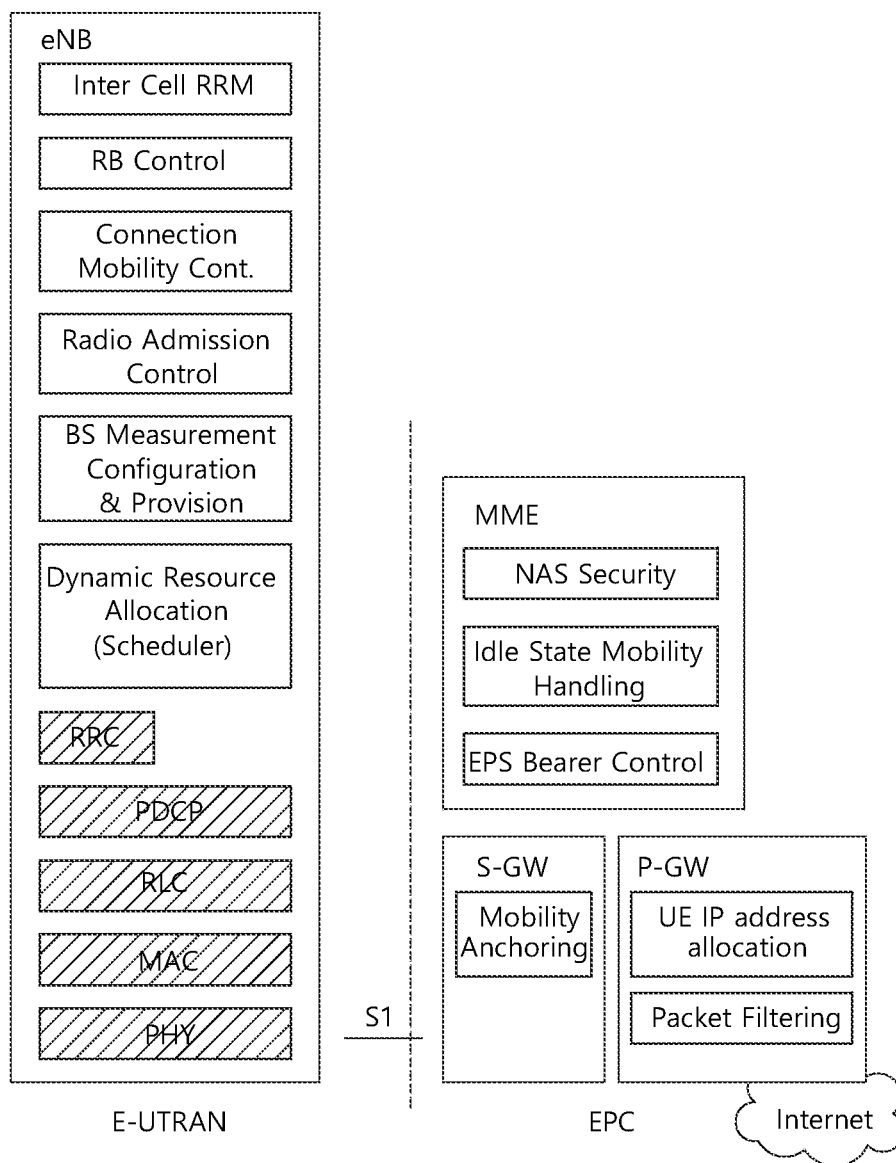 eNB
Inter Cell RRM
RB Control
Connection
Mobility Cont.
Radio Admission
Control
BS Measurement
Configuration
& Provision
Dynamic Resource
Allocation
(Scheduler)
RRC
PDCP
RLC
MAC
PHY
S1
MME
NAS Security
Idle State Mobility
Handling
EPS Bearer Control
S-GW
Mobility
Anchoring
P-GW
UE IP address
allocation
Packet Filtering
E-UTRAN
EPC
Internet